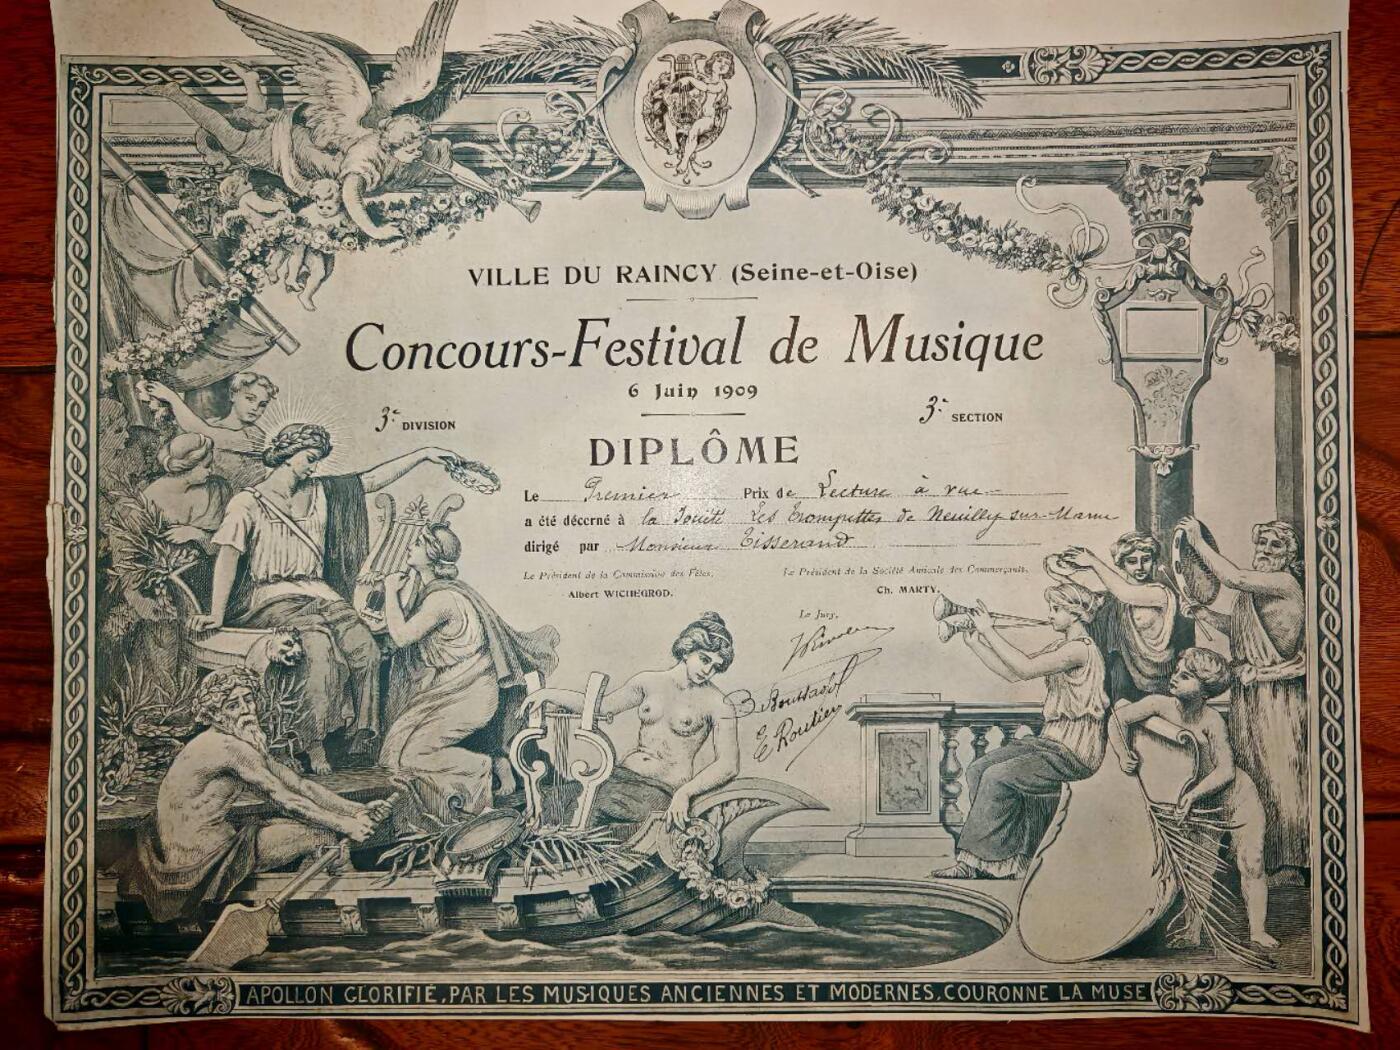 VILLE DU RAINCY (Seine-et-Oise)
Concours-Festival de Musique
6 Juin 1909
3e DIVISION 3e SECTION
DIPLÔME
Le Premier Prix de Lecture à vue
a été décerné à la Société Les Trompettes de Neuilly sur Marne
dirigé par Monsieur Tisserand
Le Président de la Commission des Fêtes, Le Président de la Société Amicale des Commerçants,
Albert WICHEGROD. Ch. MARTY.
Le Jury,
E Routier
APOLLON GLORIFIÉ, PAR LES MUSIQUES ANCIENNES ET MODERNES, COURONNE LA MUSE